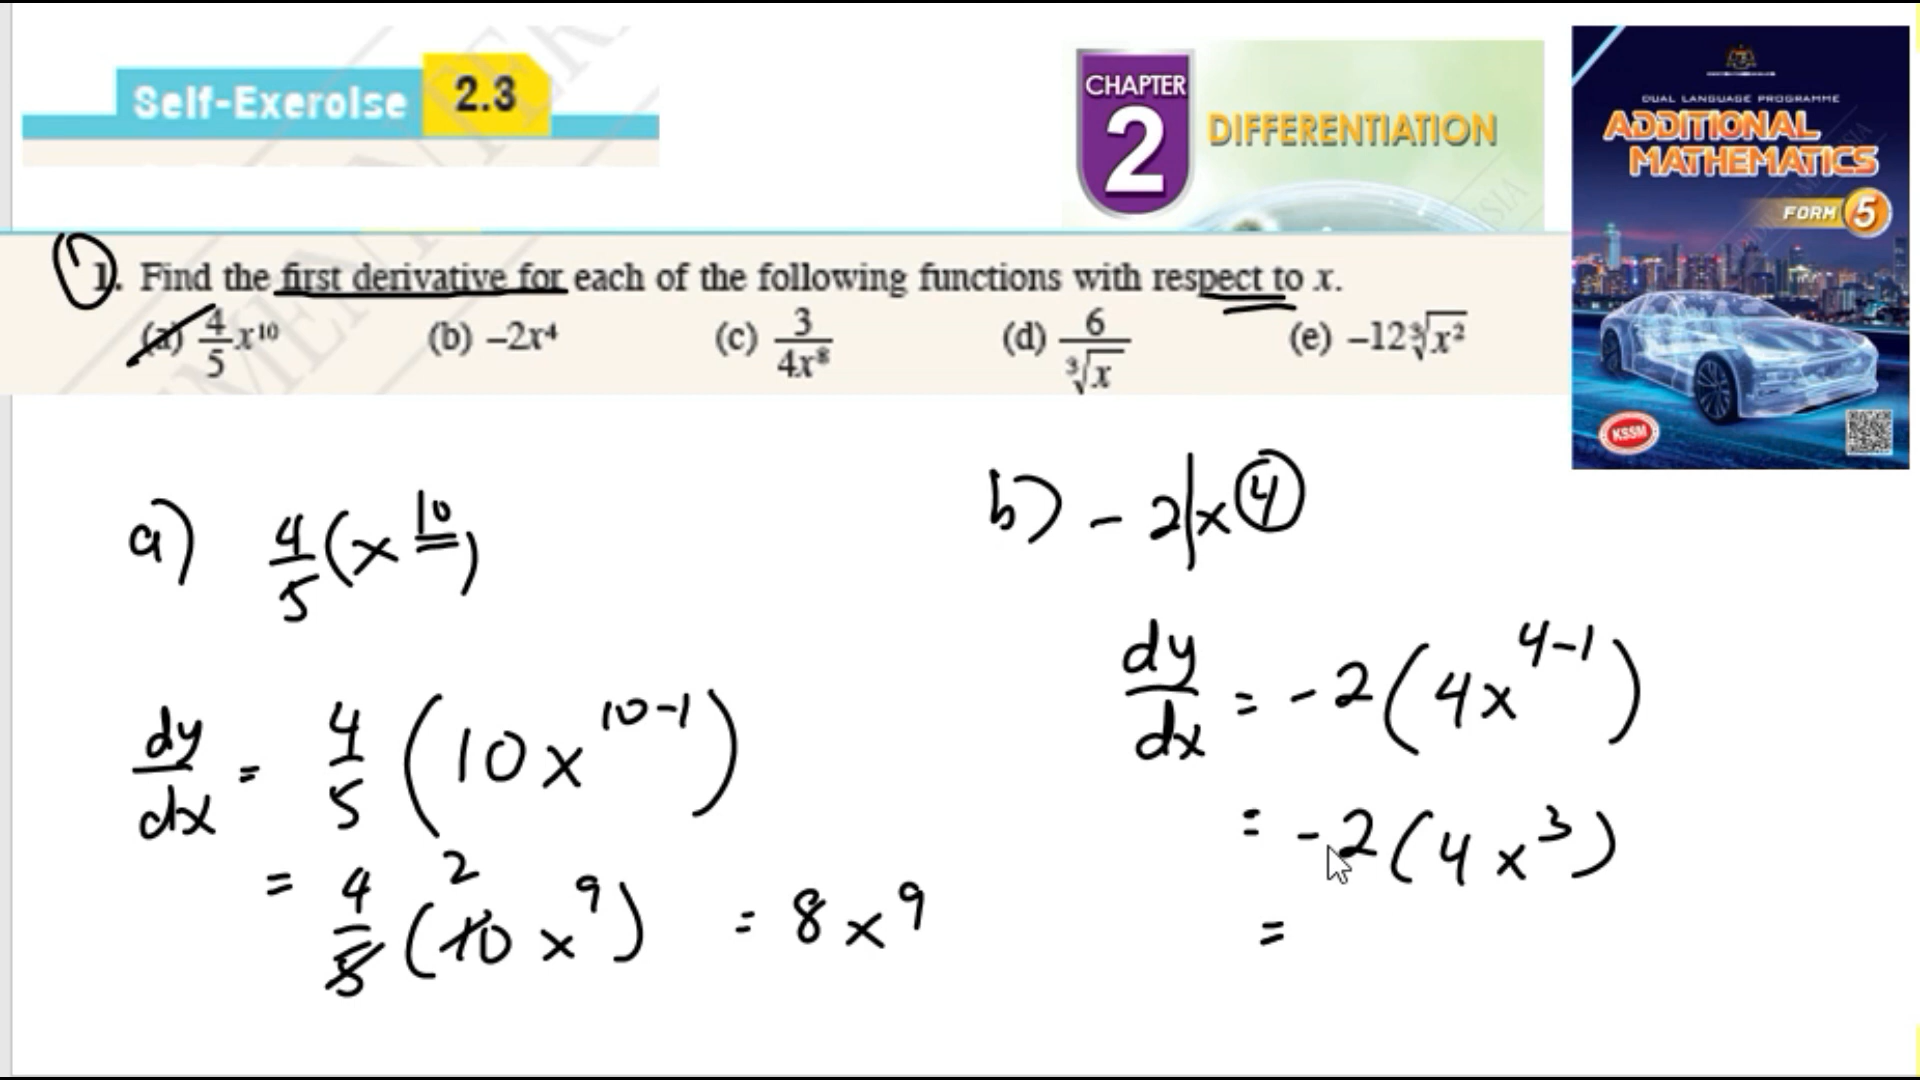 Self-Exercise 2.3
CHAPTER 2
DIFFERENTIATION
DUAL LANGUAGE PROGRAMME
ADDITIONAL
MATHEMATICS
FORM 5
KSSM
1. Find the first derivative for each of the following functions with respect to x.
(a) 4/5 x¹⁰ (b) −2x⁴ (c) 3/(4x⁸) (d) 6/∛x (e) −12∛(x²)
a) 4/5 (x¹⁰)
dy/dx = 4/5 (10x¹⁰⁻¹)
= 4/5 (10x⁹) 2 = 8x⁹
b) -2|x⁴
dy/dx = -2(4x⁴⁻¹)
= -2(4x³)
=